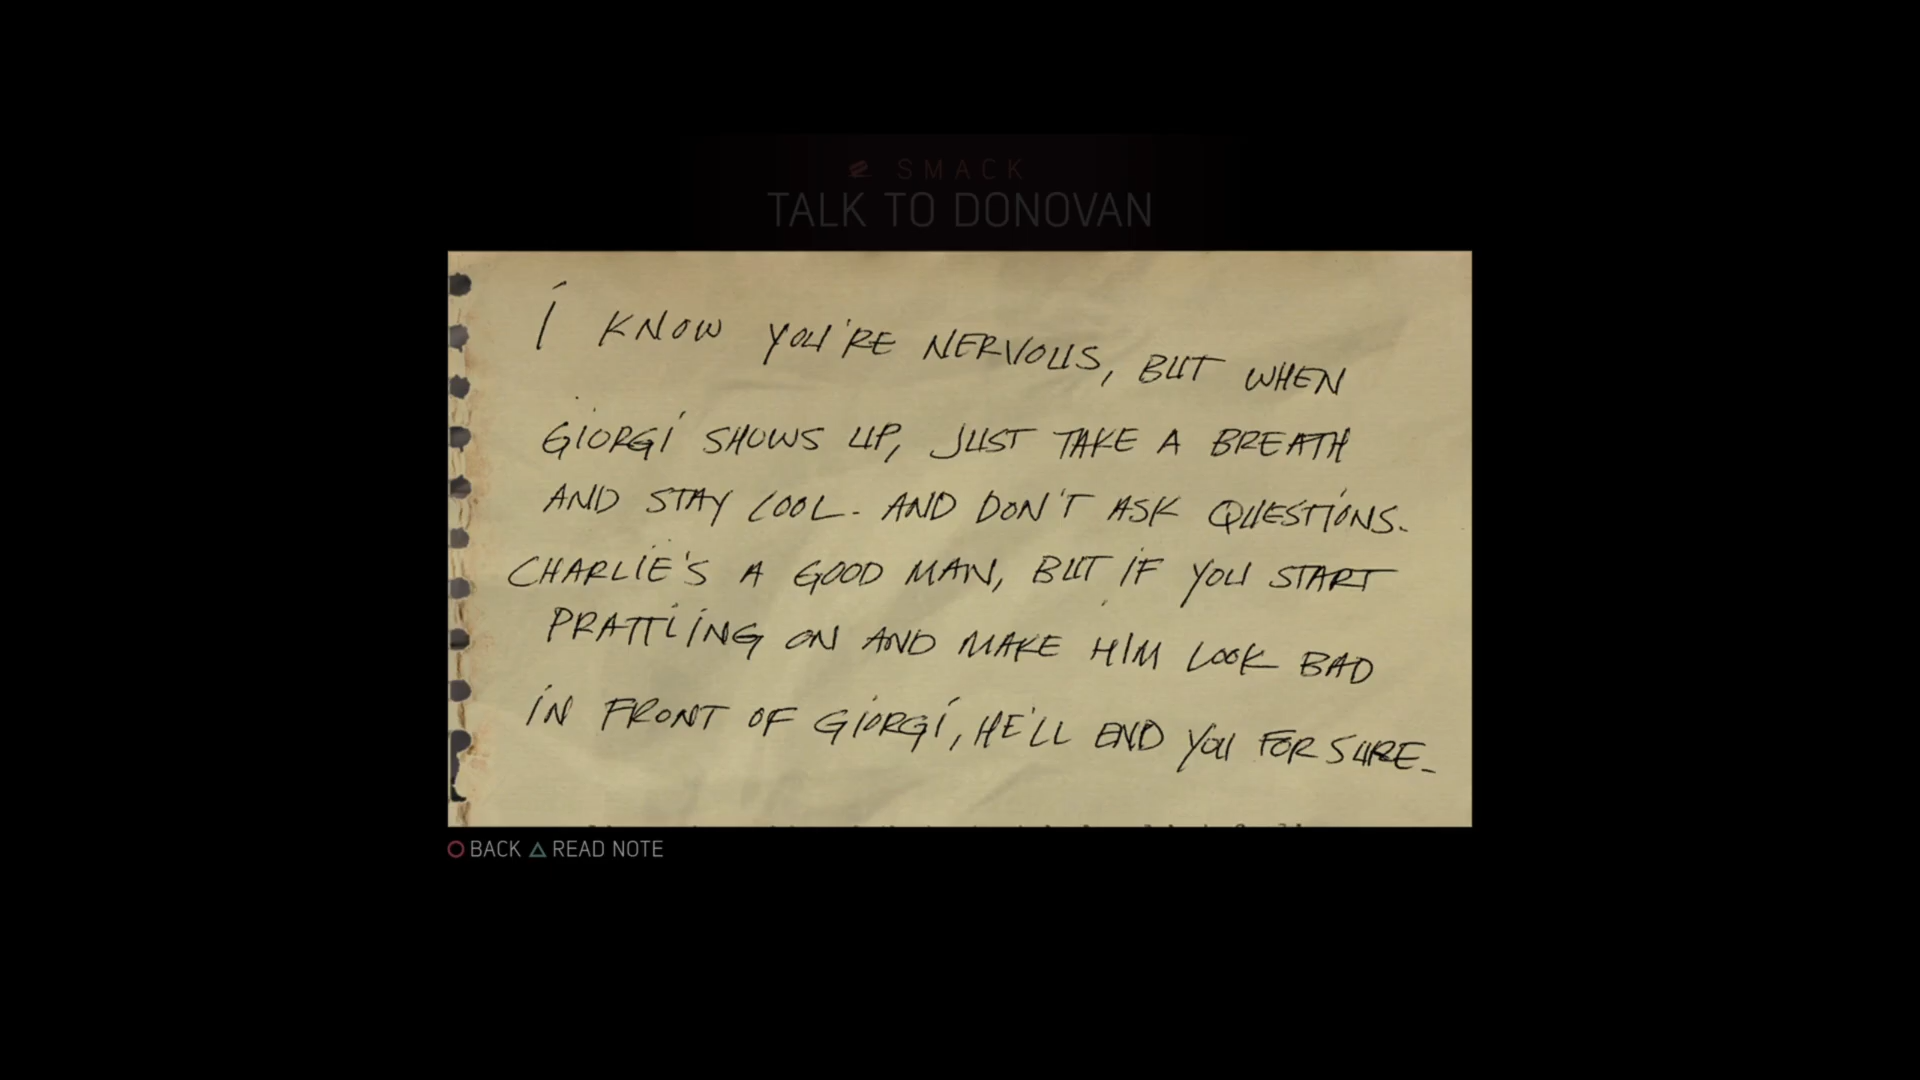 SMACK
TALK TO DONOVAN
I KNOW YOU'RE NERVOUS, BUT WHEN
GIORGI SHOWS UP, JUST TAKE A BREATH
AND STAY COOL. AND DON'T ASK QUESTIONS.
CHARLIE'S A GOOD MAN, BUT IF YOU START
PRATTLING ON AND MAKE HIM LOOK BAD
IN FRONT OF GIORGI, HE'LL END YOU FOR SURE.
BACK READ NOTE